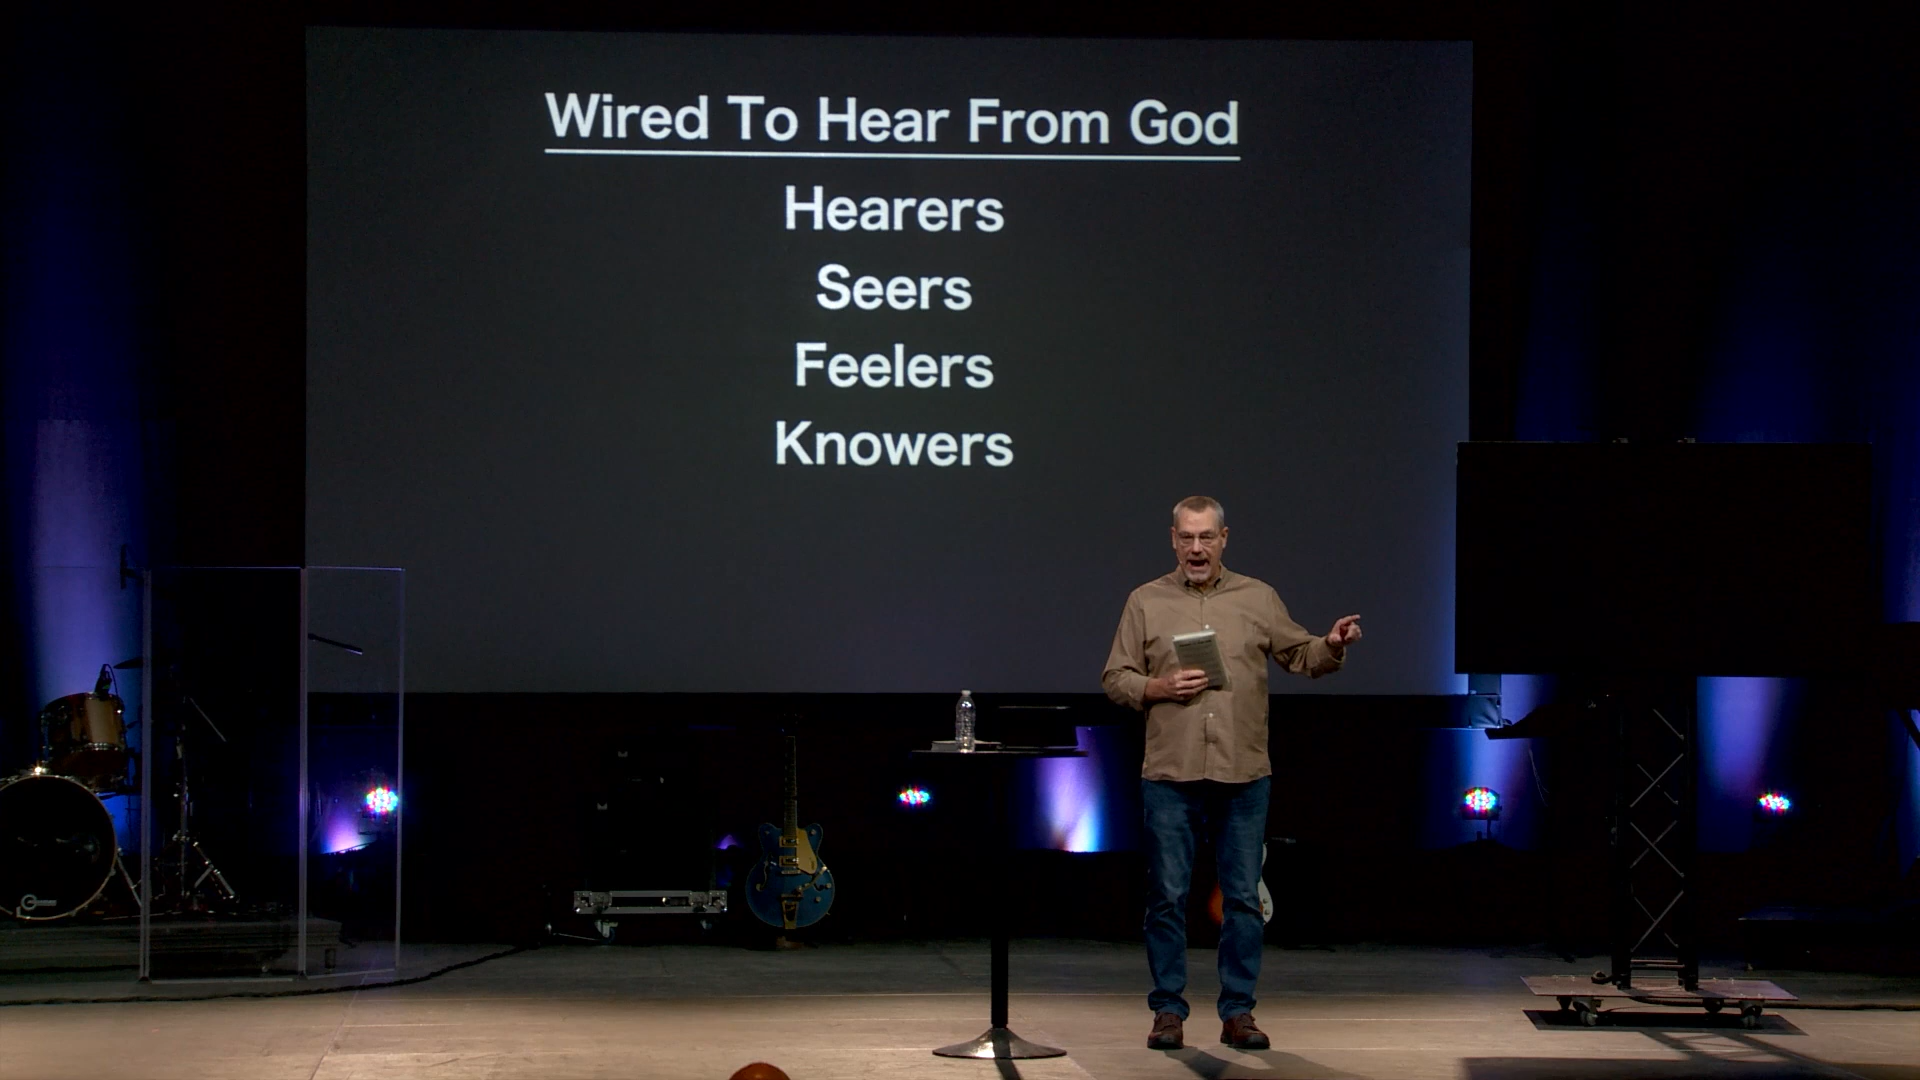 Wired To Hear From God
Hearers
Seers
Feelers
Knowers